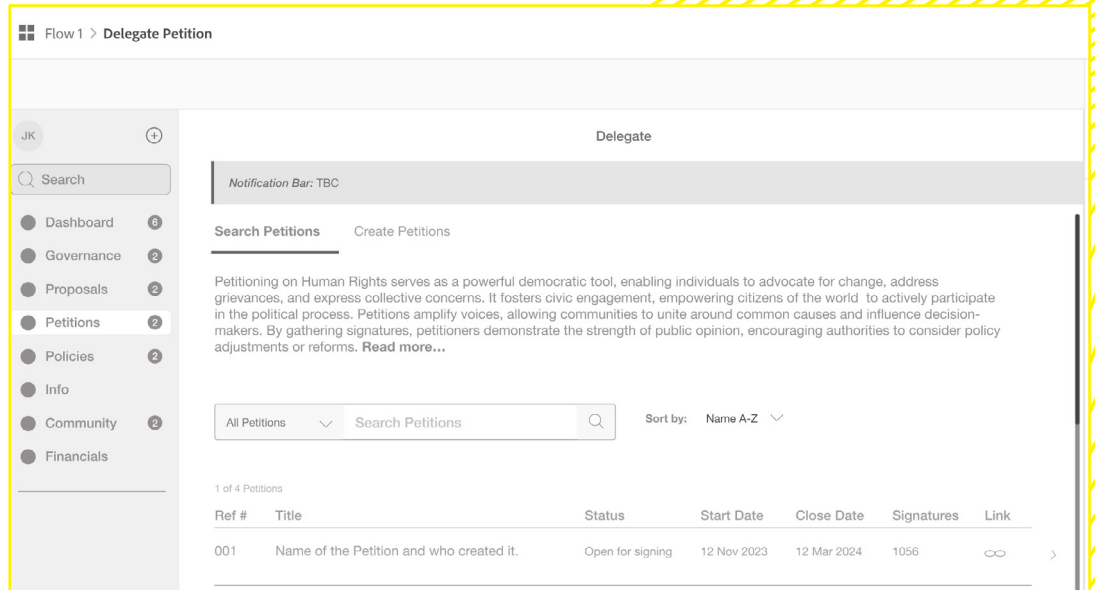 Flow 1 > Delegate Petition
JK
Delegate
Search
Notification Bar: TBC
Dashboard 6
Governance 2
Proposals 2
Petitions 2
Policies 2
Info
Community 2
Financials
Search Petitions Create Petitions
Petitioning on Human Rights serves as a powerful democratic tool, enabling individuals to advocate for change, address
grievances, and express collective concerns. It fosters civic engagement, empowering citizens of the world to actively participate
in the political process. Petitions amplify voices, allowing communities to unite around common causes and influence decision-
makers. By gathering signatures, petitioners demonstrate the strength of public opinion, encouraging authorities to consider policy
adjustments or reforms. Read more...
All Petitions Search Petitions Sort by: Name A-Z
1 of 4 Petitions
Ref # Title Status Start Date Close Date Signatures Link
001 Name of the Petition and who created it. Open for signing 12 Nov 2023 12 Mar 2024 1056